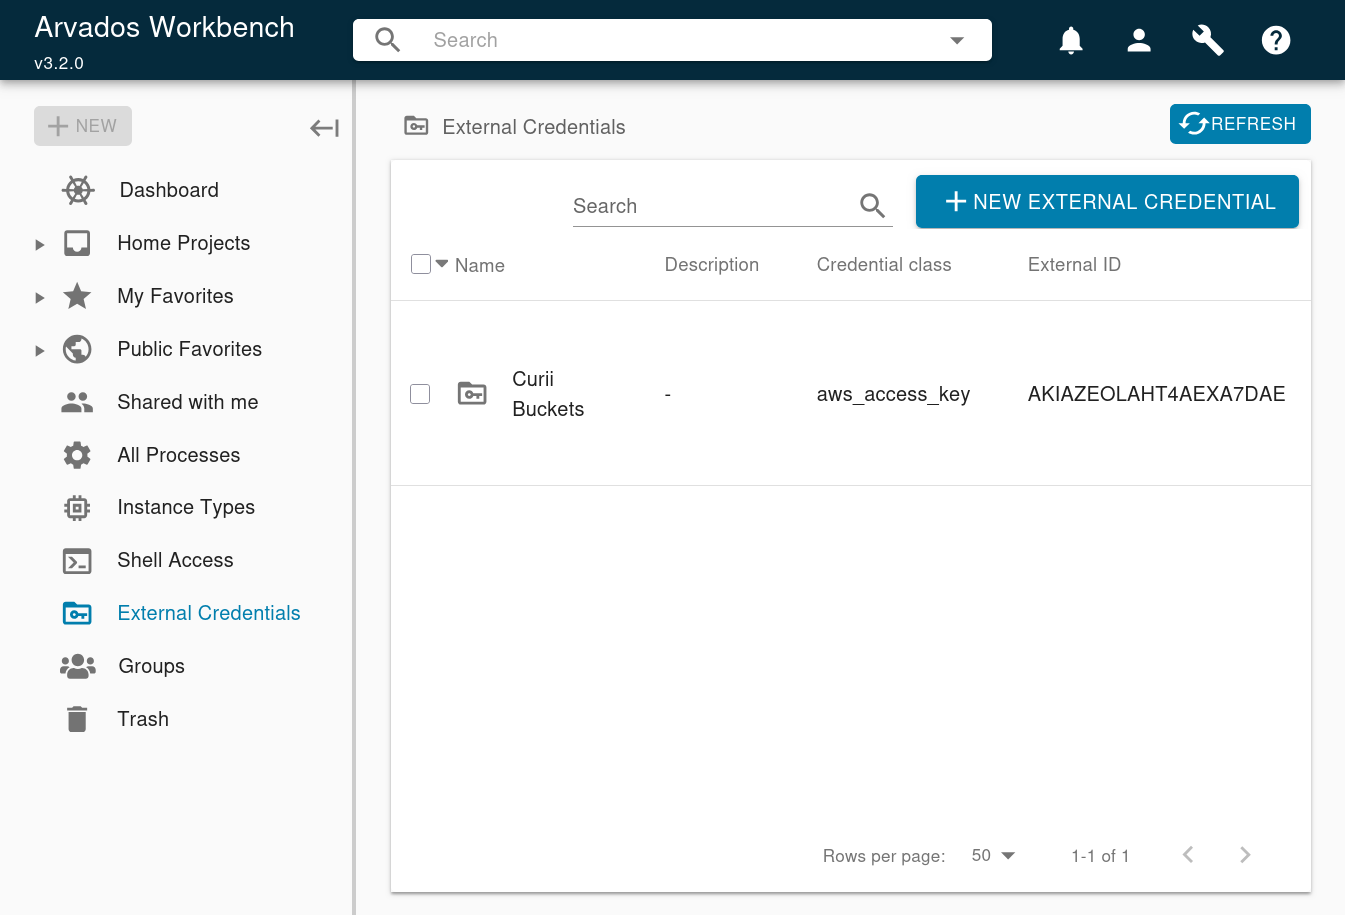 Arvados Workbench
v3.2.0
Search
NEW
Dashboard
Home Projects
My Favorites
Public Favorites
Shared with me
All Processes
Instance Types
Shell Access
External Credentials
Groups
Trash
External Credentials
REFRESH
Search
NEW EXTERNAL CREDENTIAL
Name Description Credential class External ID
Curii
Buckets
- aws_access_key AKIAZEOLAHT4AEXA7DAE
Rows per page: 50 1-1 of 1